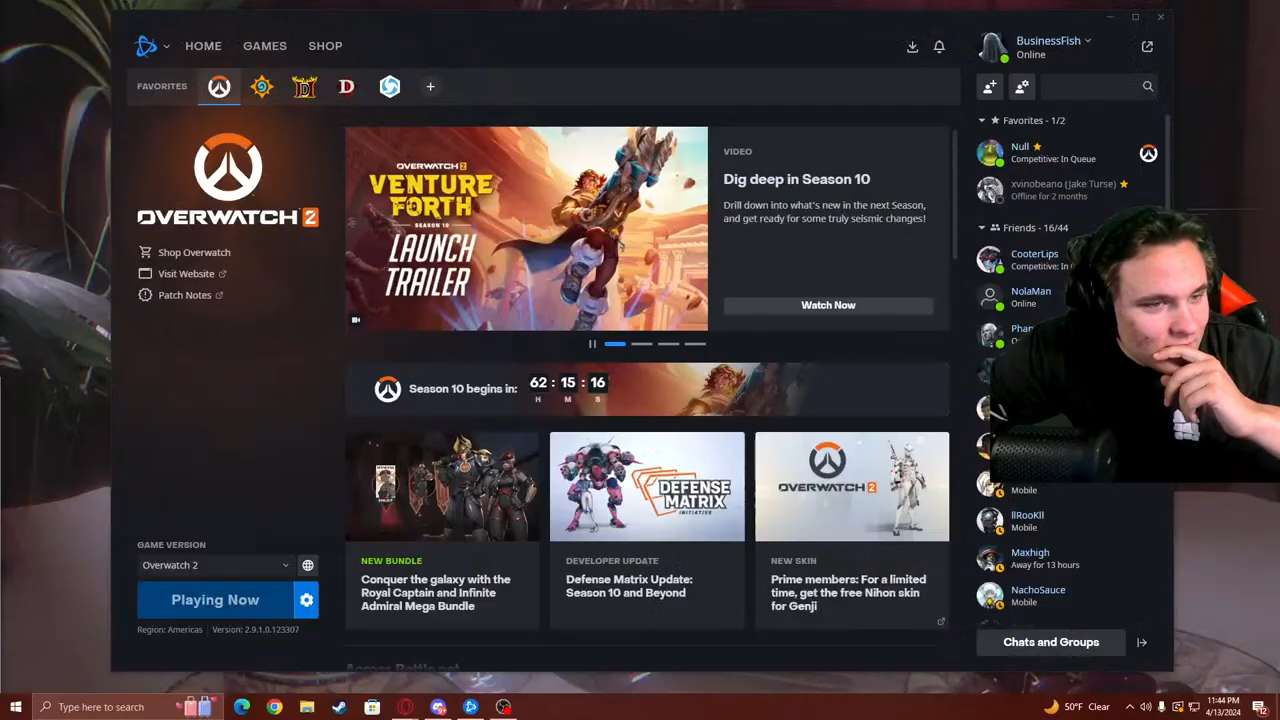 HOME GAMES SHOP
BusinessFish
Online
FAVORITES
Favorites - 1/2
Null
Competitive: In Queue
xvinobeano (Jake Turse)
Offline for 2 months
Friends - 16/44
CooterLips
Competitive: In
NolaMan
Online
Mobile
llRooKll
Mobile
Maxhigh
Away for 13 hours
NachoSauce
Mobile
Chats and Groups
OVERWATCH 2
Shop Overwatch
Visit Website
Patch Notes
OVERWATCH 2
VENTURE
FORTH
SEASON 10
LAUNCH
TRAILER
VIDEO
Dig deep in Season 10
Drill down into what's new in the next Season,
and get ready for some truly seismic changes!
Watch Now
Season 10 begins in: 62 : 15 : 16
H M S
NEW BUNDLE
Conquer the galaxy with the
Royal Captain and Infinite
Admiral Mega Bundle
DEFENSE
MATRIX
INITIATIVE
DEVELOPER UPDATE
Defense Matrix Update:
Season 10 and Beyond
OVERWATCH 2
NEW SKIN
Prime members: For a limited
time, get the free Nihon skin
for Genji
GAME VERSION
Overwatch 2
Playing Now
Region: Americas | Version: 2.9.1.0.123307
Type here to search
50°F Clear
11:44 PM
4/13/2024
12